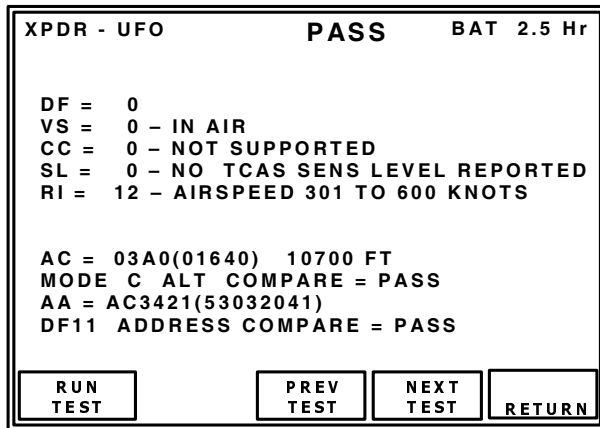 XPDR - UFO PASS BAT 2.5 Hr
DF = 0
VS = 0 – IN AIR
CC = 0 – NOT SUPPORTED
SL = 0 – NO TCAS SENS LEVEL REPORTED
RI = 12 – AIRSPEED 301 TO 600 KNOTS
AC = 03A0(01640) 10700 FT
MODE C ALT COMPARE = PASS
AA = AC3421(53032041)
DF11 ADDRESS COMPARE = PASS
RUN
TEST
PREV
TEST
NEXT
TEST
RETURN